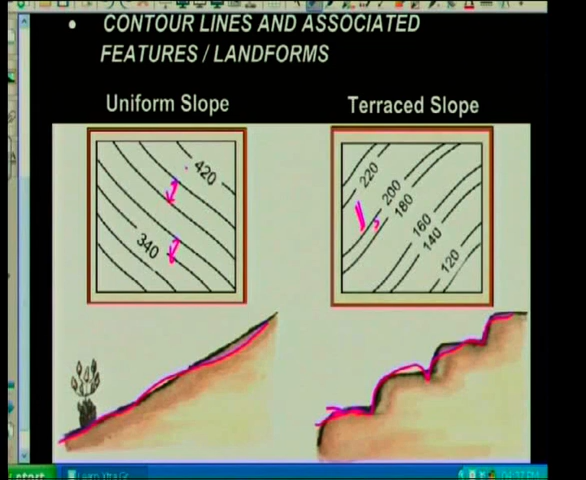 • CONTOUR LINES AND ASSOCIATED
FEATURES / LANDFORMS
Uniform Slope
Terraced Slope
420
340
220
200
180
160
140
120
start